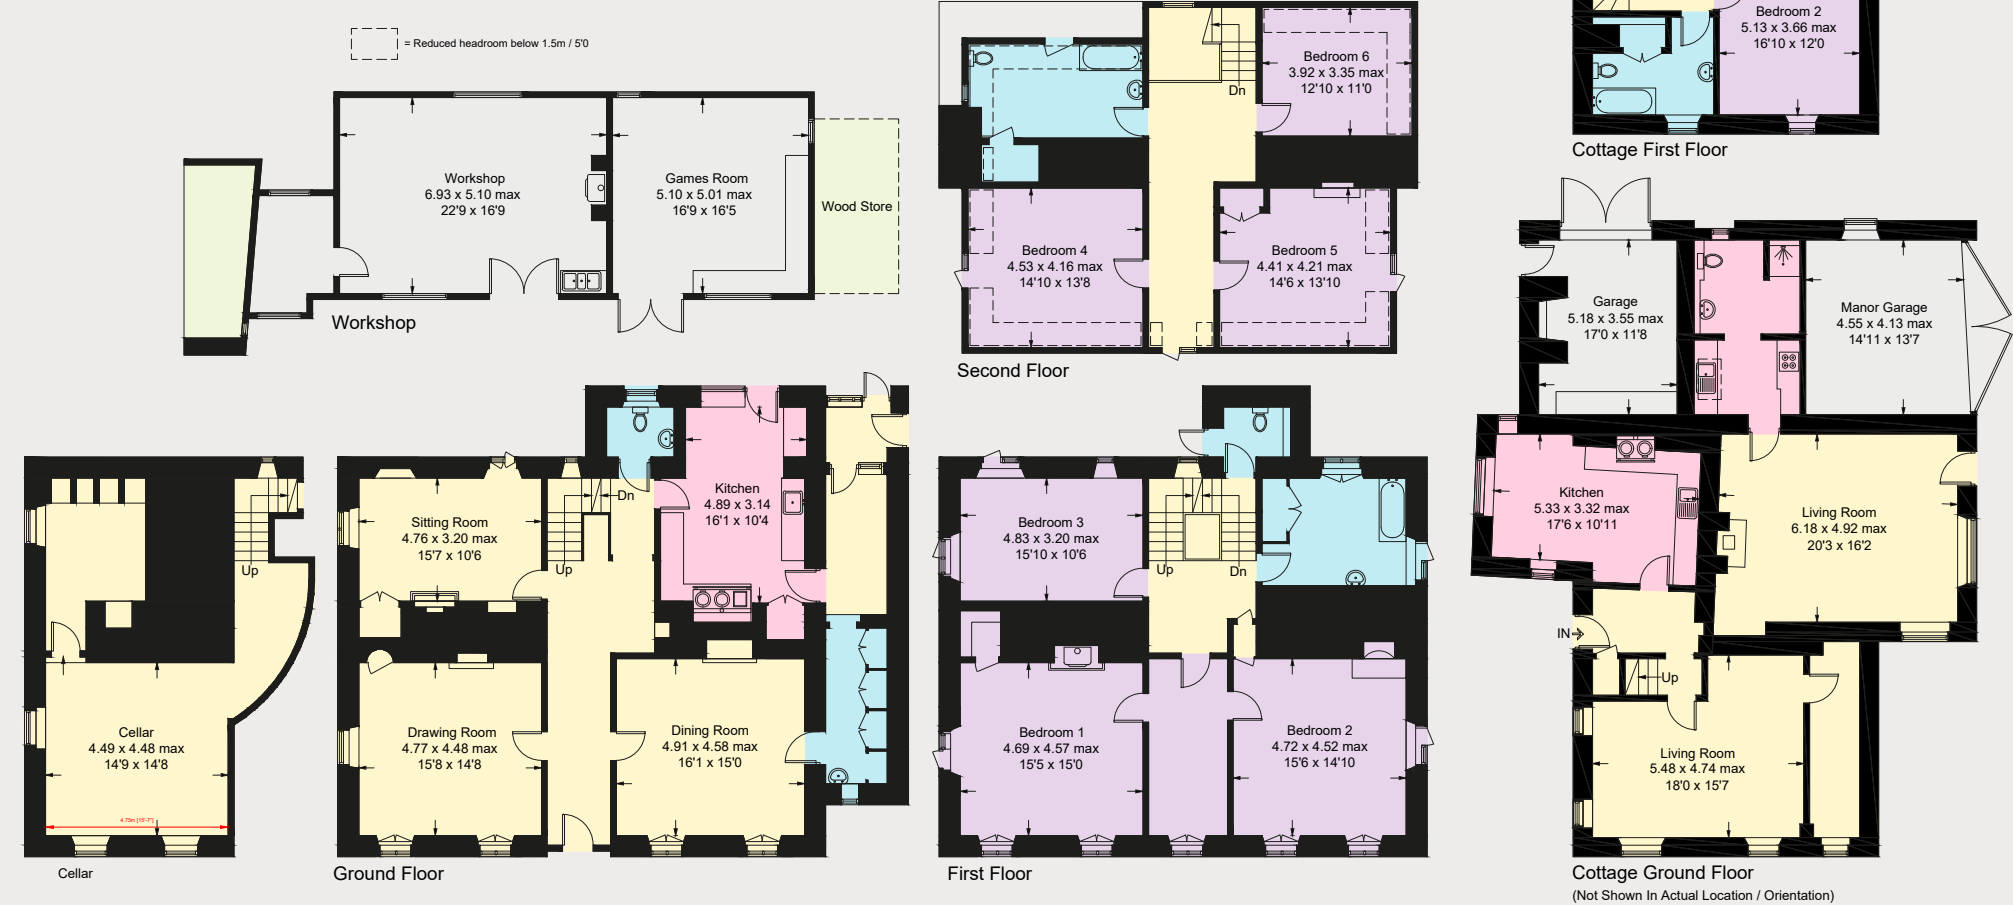 = Reduced headroom below 1.5m / 5'0
Workshop
6.93 x 5.10 max
22'9 x 16'9
Games Room
5.10 x 5.01 max
16'9 x 16'5
Wood Store
Workshop
Bedroom 6
3.92 x 3.35 max
12'10 x 11'0
Dn
Bedroom 4
4.53 x 4.16 max
14'10 x 13'8
Bedroom 5
4.41 x 4.21 max
14'6 x 13'10
Second Floor
Bedroom 2
5.13 x 3.66 max
16'10 x 12'0
Cottage First Floor
Garage
5.18 x 3.55 max
17'0 x 11'8
Manor Garage
4.55 x 4.13 max
14'11 x 13'7
Kitchen
5.33 x 3.32 max
17'6 x 10'11
Living Room
6.18 x 4.92 max
20'3 x 16'2
IN
Up
Living Room
5.48 x 4.74 max
18'0 x 15'7
Cottage Ground Floor
(Not Shown In Actual Location / Orientation)
Up
Cellar
4.49 x 4.48 max
14'9 x 14'8
4.75m [15'-7"]
Cellar
Sitting Room
4.76 x 3.20 max
15'7 x 10'6
Dn
Up
Kitchen
4.89 x 3.14
16'1 x 10'4
Drawing Room
4.77 x 4.48 max
15'8 x 14'8
Dining Room
4.91 x 4.58 max
16'1 x 15'0
Ground Floor
Bedroom 3
4.83 x 3.20 max
15'10 x 10'6
Up
Dn
Bedroom 1
4.69 x 4.57 max
15'5 x 15'0
Bedroom 2
4.72 x 4.52 max
15'6 x 14'10
First Floor